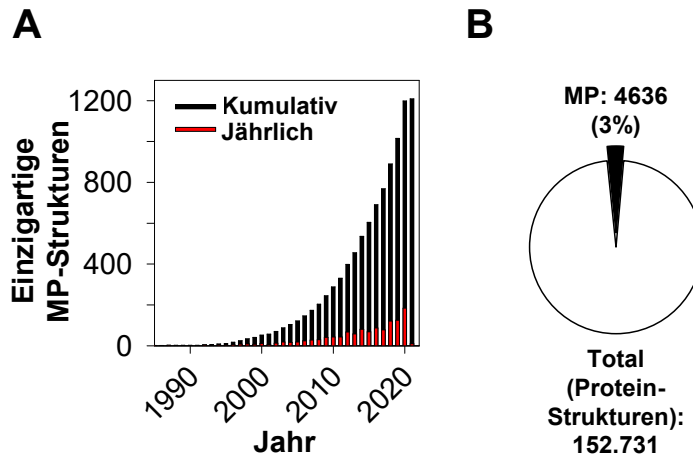 A
Einzigartige
MP-Strukturen
1200
800
400
0
Kumulativ
Jährlich
1990
2000
2010
2020
Jahr
B
MP: 4636
(3%)
Total
(Protein-
Strukturen):
152.731